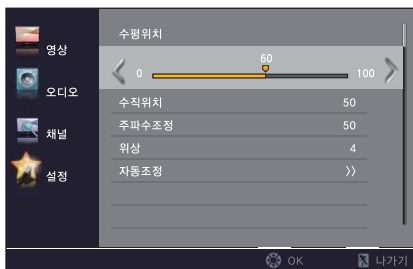 영상
오디오
채널
설정
수평위치
60
0 100
수직위치 50
주파수조정 50
위상 4
자동조정 》
OK 나가기